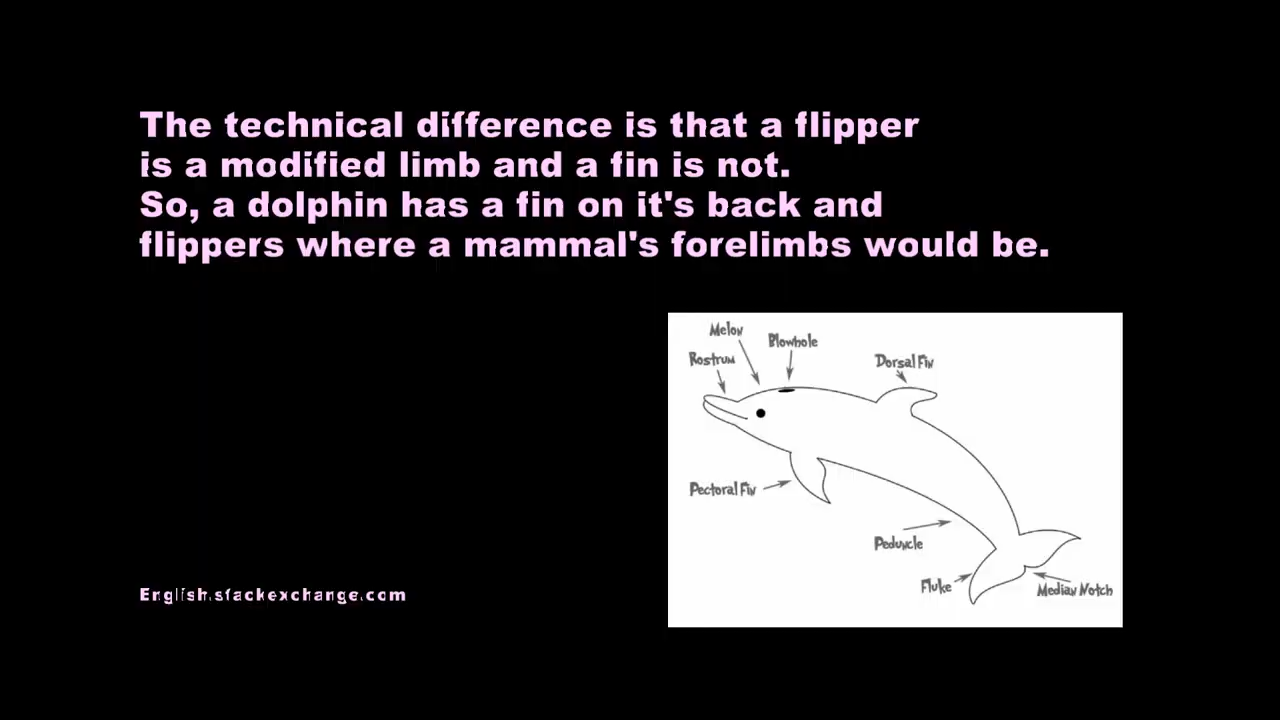 The technical difference is that a flipper
is a modified limb and a fin is not.
So, a dolphin has a fin on it's back and
flippers where a mammal's forelimbs would be.
Melon
Blowhole
Rostrum
Dorsal Fin
Pectoral Fin
Peduncle
Fluke
Median Notch
English.stackexchange.com